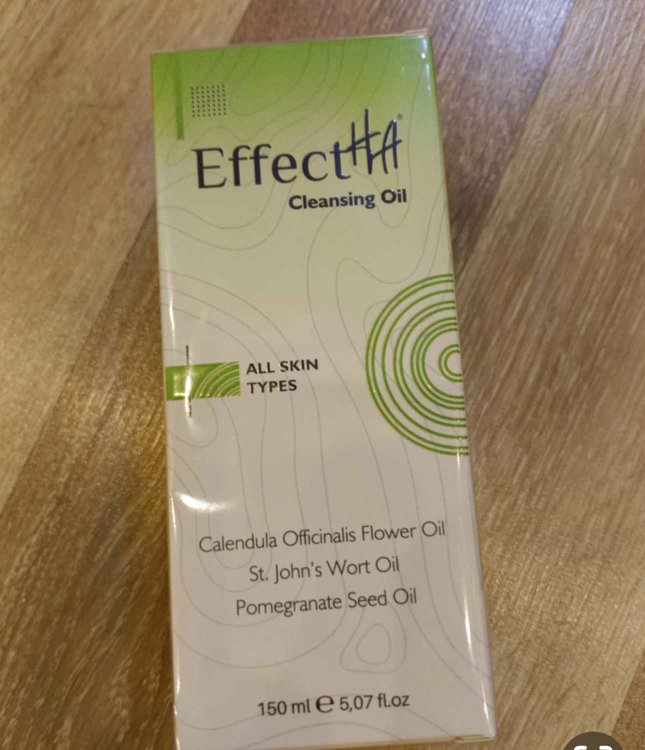 EffectHA®
Cleansing Oil
ALL SKIN
TYPES
Calendula Officinalis Flower Oil
St. John's Wort Oil
Pomegranate Seed Oil
150 ml ℮ 5,07 fl.oz